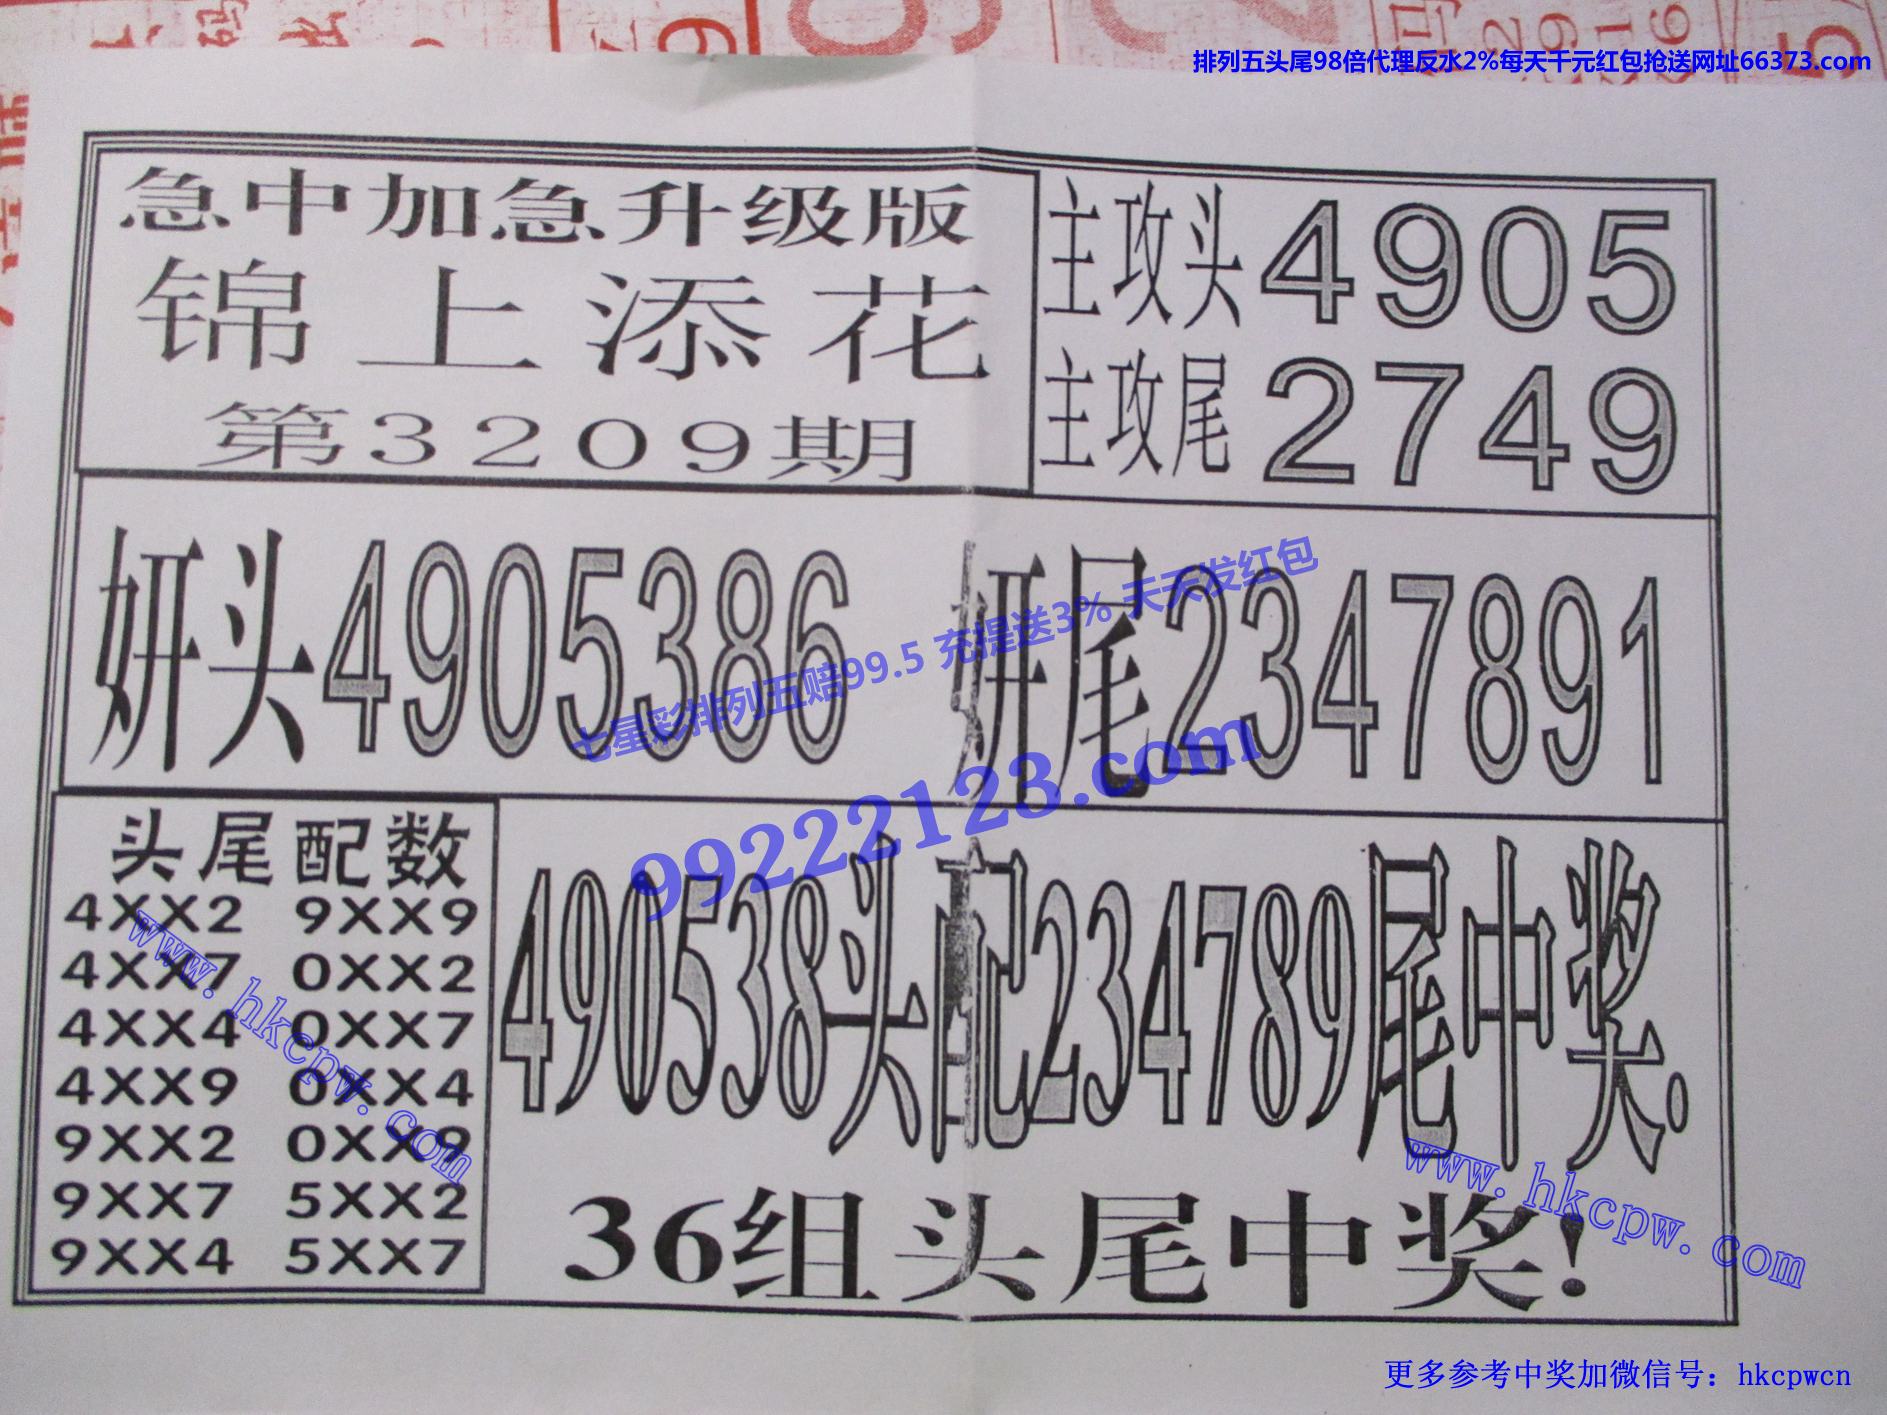 排列五头尾98倍代理反水2%每天千元红包抢送网址66373.com
急中加急升级版
锦上添花
第3209期
主攻头4905
主攻尾2749
妍头4905386 妍尾2347891
七星彩排列五赔99.5 充提送3% 天天发红包
99222123.com
头尾配数
4XX2 9XX9
4XX7 0XX2
4XX4 0XX7
4XX9 0XX4
9XX2 0XX9
9XX7 5XX2
9XX4 5XX7
490538头配234789尾中奖.
36组头尾中奖!
www.hkcpw.com
www.hkcpw.com
更多参考中奖加微信号：hkcpwcn